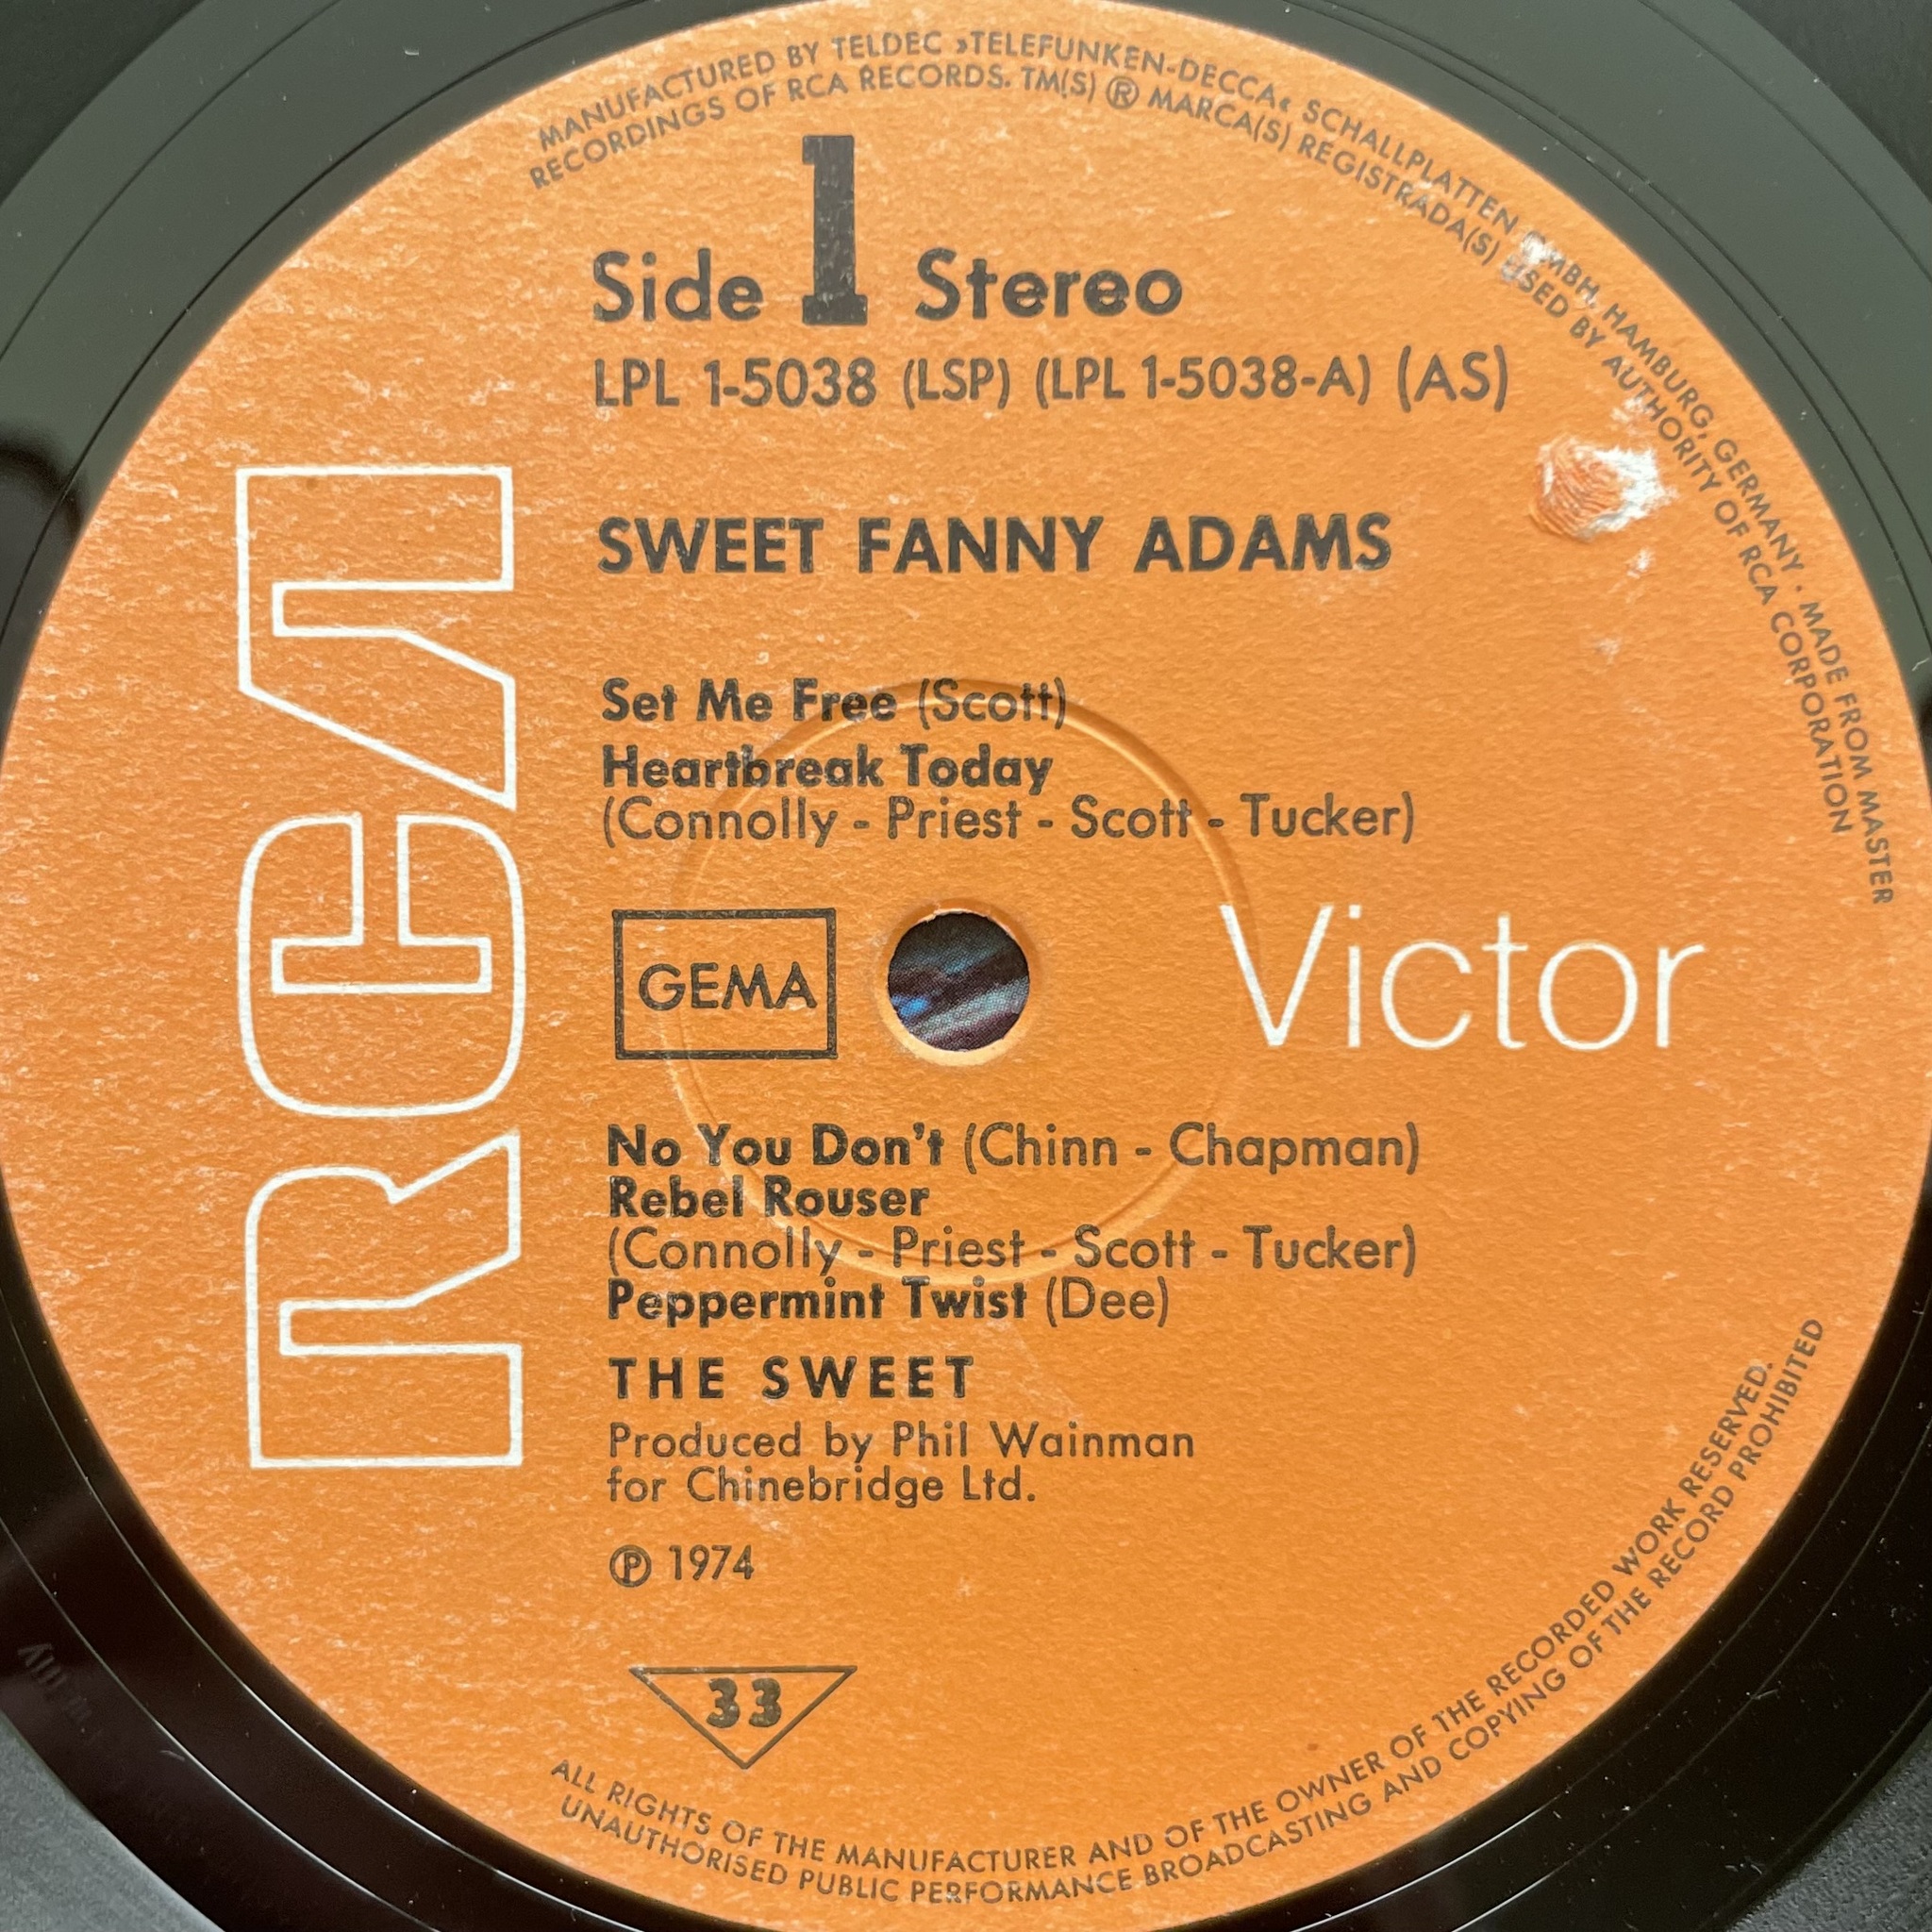 MANUFACTURED BY TELDEC »TELEFUNKEN-DECCA« SCHALLPLATTEN GMBH, HAMBURG, GERMANY · MADE FROM MASTER
RECORDINGS OF RCA RECORDS. TM(S) ® MARCA(S) REGISTRADA(S) USED BY AUTHORITY OF RCA CORPORATION
Side 1 Stereo
LPL 1-5038 (LSP) (LPL 1-5038-A) (AS)
SWEET FANNY ADAMS
Set Me Free (Scott)
Heartbreak Today
(Connolly - Priest - Scott - Tucker)
RCA
GEMA
Victor
No You Don't (Chinn - Chapman)
Rebel Rouser
(Connolly - Priest - Scott - Tucker)
Peppermint Twist (Dee)
THE SWEET
Produced by Phil Wainman
for Chinebridge Ltd.
℗ 1974
33
ALL RIGHTS OF THE MANUFACTURER AND OF THE OWNER OF THE RECORDED WORK RESERVED.
UNAUTHORISED PUBLIC PERFORMANCE BROADCASTING AND COPYING OF THE RECORD PROHIBITED